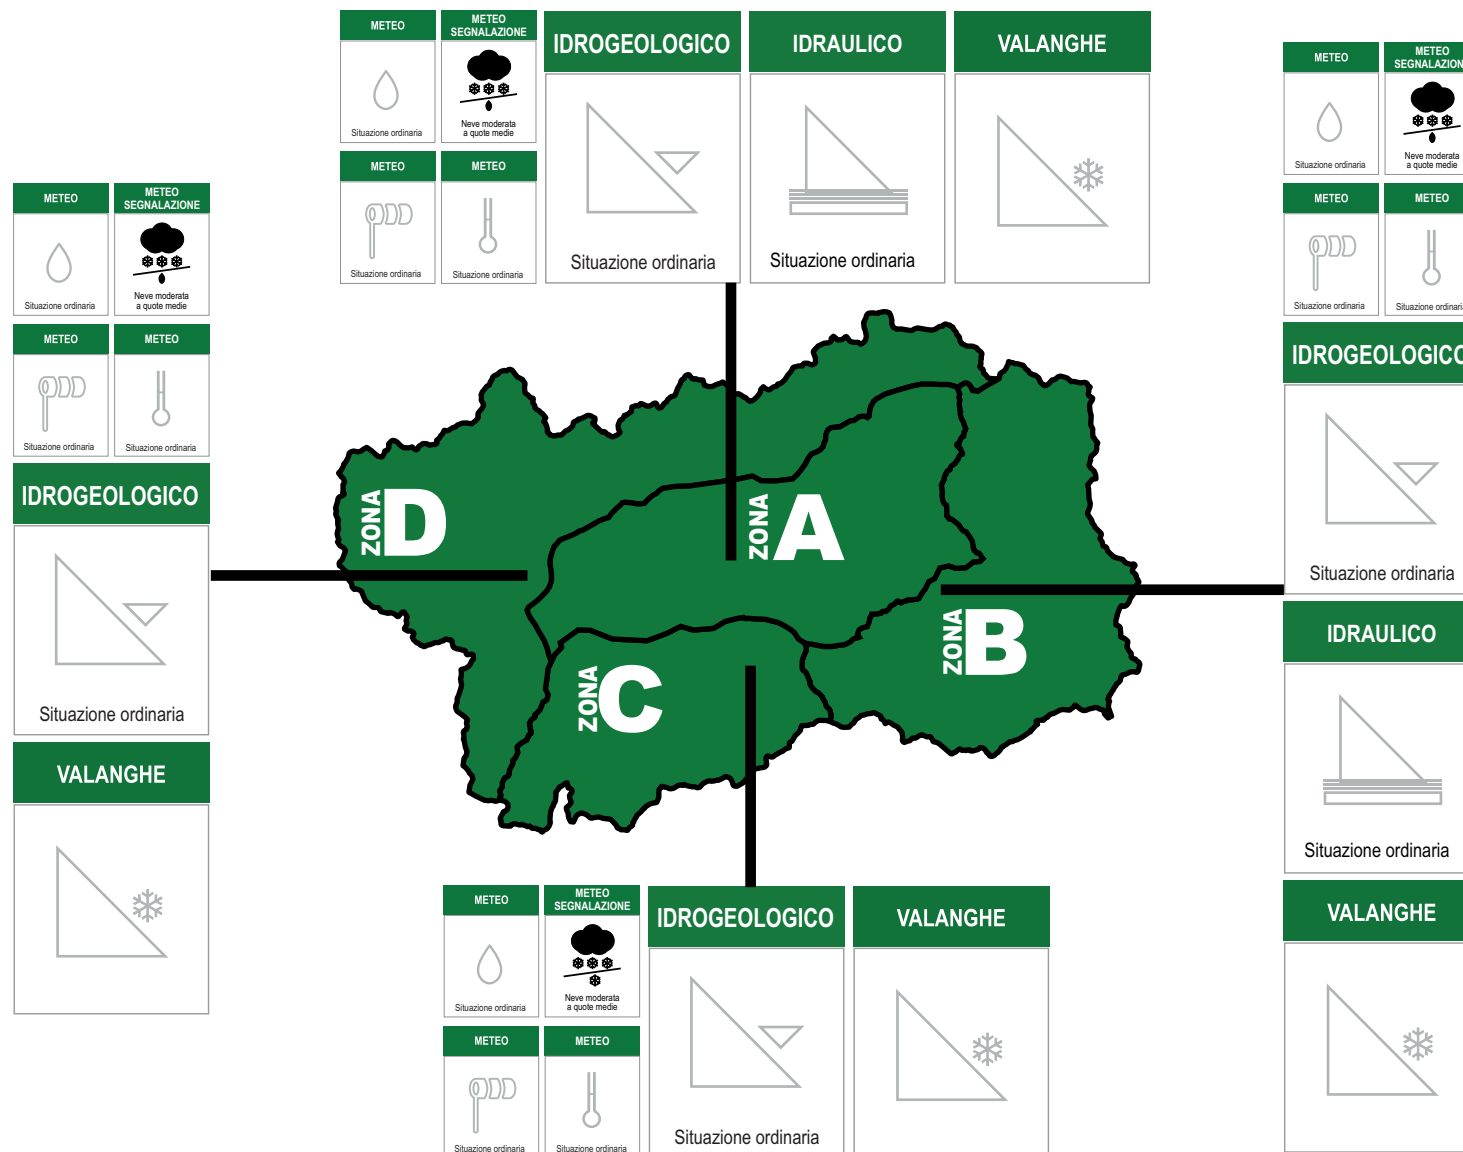 METEO
METEO
SEGNALAZIONE
Situazione ordinaria
Neve moderata
a quote medie
METEO
METEO
Situazione ordinaria
Situazione ordinaria
IDROGEOLOGICO
Situazione ordinaria
IDRAULICO
Situazione ordinaria
VALANGHE
METEO
METEO
SEGNALAZIONE
Situazione ordinaria
Neve moderata
a quote medie
METEO
METEO
Situazione ordinaria
Situazione ordinaria
IDROGEOLOGICO
Situazione ordinaria
VALANGHE
ZONA D
ZONA A
ZONA B
ZONA C
METEO
METEO
SEGNALAZION
Situazione ordinaria
Neve moderata
a quote medie
METEO
METEO
Situazione ordinaria
Situazione ordinari
IDROGEOLOGICO
Situazione ordinaria
IDRAULICO
Situazione ordinaria
VALANGHE
METEO
METEO
SEGNALAZIONE
Situazione ordinaria
Neve moderata
a quote medie
METEO
METEO
Situazione ordinaria
Situazione ordinaria
IDROGEOLOGICO
Situazione ordinaria
VALANGHE